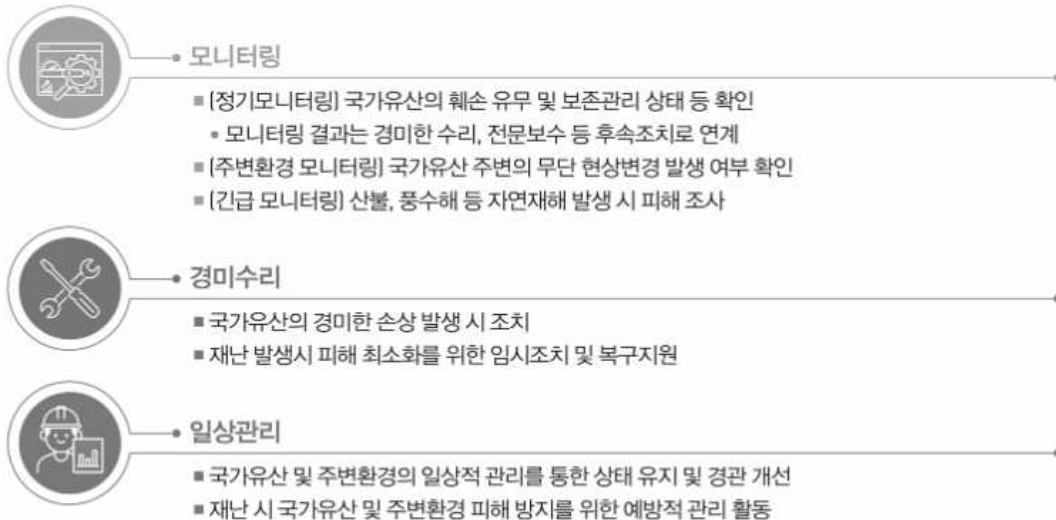 모니터링
■ [정기모니터링] 국가유산의 훼손 유무 및 보존관리 상태 등 확인
• 모니터링 결과는 경미한 수리, 전문보수 등 후속조치로 연계
■ [주변환경 모니터링] 국가유산 주변의 무단 현상변경 발생 여부 확인
■ [긴급 모니터링] 산불, 풍수해 등 자연재해 발생 시 피해 조사
경미수리
■ 국가유산의 경미한 손상 발생 시 조치
■ 재난 발생시 피해 최소화를 위한 임시조치 및 복구지원
일상관리
■ 국가유산 및 주변환경의 일상적 관리를 통한 상태 유지 및 경관 개선
■ 재난 시 국가유산 및 주변환경 피해 방지를 위한 예방적 관리 활동